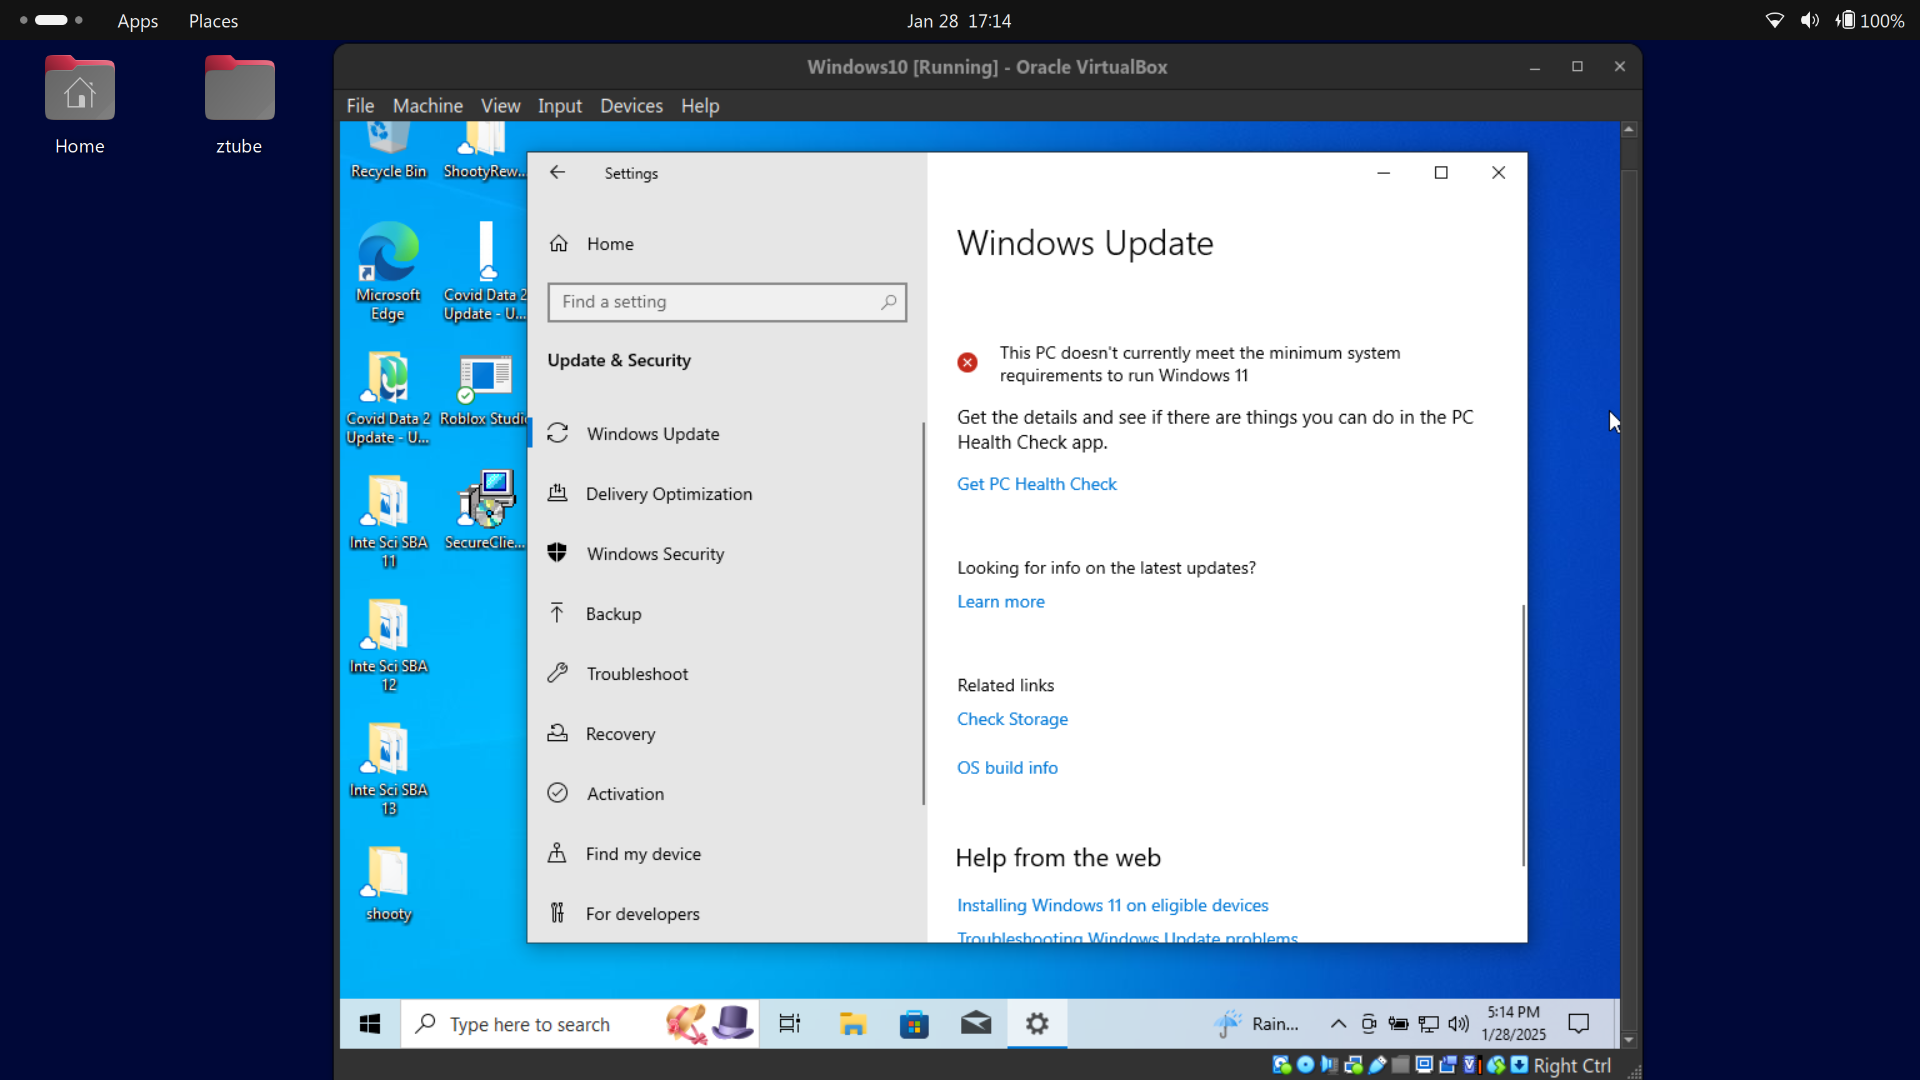 Apps Places Jan 28 17:14 100%
Home
ztube
Windows10 [Running] - Oracle VirtualBox
File Machine View Input Devices Help
Recycle Bin
ShootyRew...
Microsoft
Edge
Covid Data 2
Update - U...
Covid Data 2
Update - U...
Roblox Studio
Inte Sci SBA
11
SecureClie...
Inte Sci SBA
12
Inte Sci SBA
13
shooty
Settings
Home
Find a setting
Update & Security
Windows Update
Delivery Optimization
Windows Security
Backup
Troubleshoot
Recovery
Activation
Find my device
For developers
Windows Update
This PC doesn't currently meet the minimum system
requirements to run Windows 11
Get the details and see if there are things you can do in the PC
Health Check app.
Get PC Health Check
Looking for info on the latest updates?
Learn more
Related links
Check Storage
OS build info
Help from the web
Installing Windows 11 on eligible devices
Troubleshooting Windows Update problems
Type here to search
Rain...
5:14 PM
1/28/2025
Right Ctrl